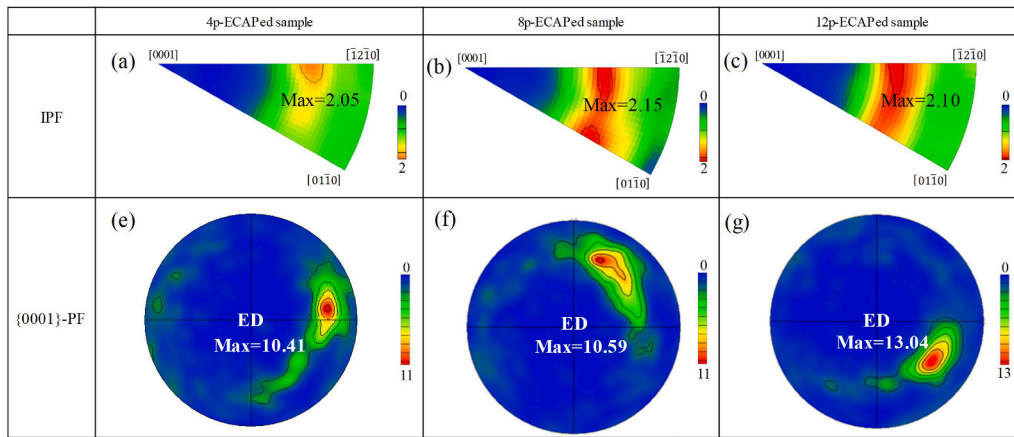 4p-ECAPed sample
8p-ECAPed sample
12p-ECAPed sample
IPF
(a)
[0001]
[1̅21̅0]
Max=2.05
[011̅0]
0
2
(b)
[0001]
[1̅21̅0]
Max=2.15
[011̅0]
0
2
(c)
[0001]
[1̅21̅0]
Max=2.10
[011̅0]
0
2
{0001}-PF
(e)
ED
Max=10.41
0
11
(f)
ED
Max=10.59
0
11
(g)
ED
Max=13.04
0
13